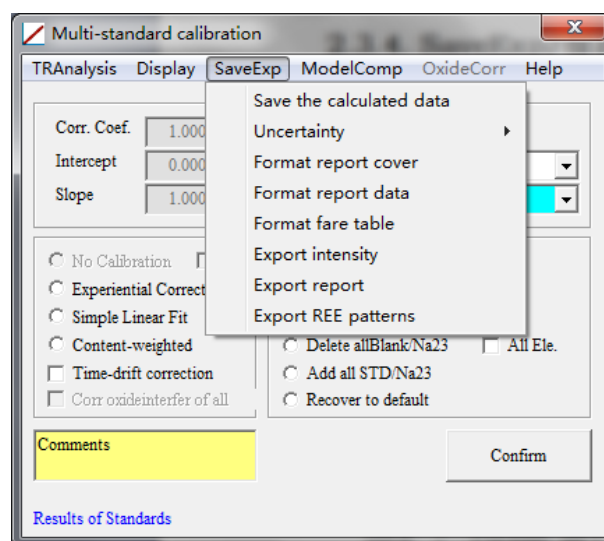 Multi-standard calibration
TRAnalysis Display SaveExp ModelComp OxideCorr Help
Save the calculated data
Uncertainty
Format report cover
Format report data
Format fare table
Export intensity
Export report
Export REE patterns
Corr. Coef. 1.000
Intercept 0.000
Slope 1.000
No Calibration
Experiential Correct
Simple Linear Fit
Content-weighted
Time-drift correction
Corr oxideinterfer of all
Delete allBlank/Na23 All Ele.
Add all STD/Na23
Recover to default
Comments
Confirm
Results of Standards